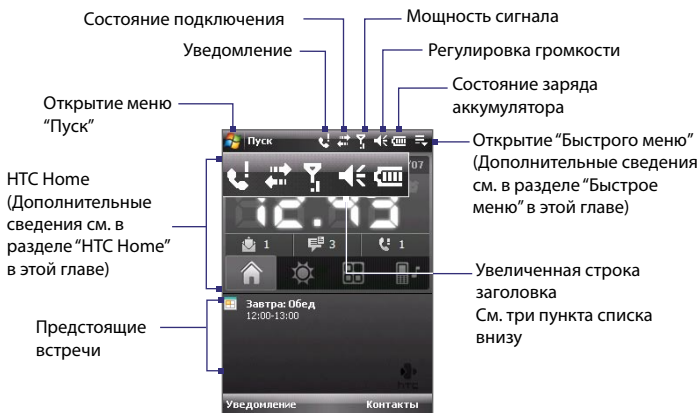 Состояние подключения
Мощность сигнала
Уведомление
Регулировка громкости
Состояние заряда
аккумулятора
Открытие меню
“Пуск”
Открытие “Быстрого меню”
(Дополнительные сведения
см. в разделе “Быстрое
меню” в этой главе)
HTC Home
(Дополнительные
сведения см. в
разделе “HTC Home”
в этой главе)
Увеличенная строка
заголовка
См. три пункта списка
внизу
Предстоящие
встречи
Пуск
/07
1
3
1
Завтра: Обед
12:00-13:00
Уведомление
Контакты